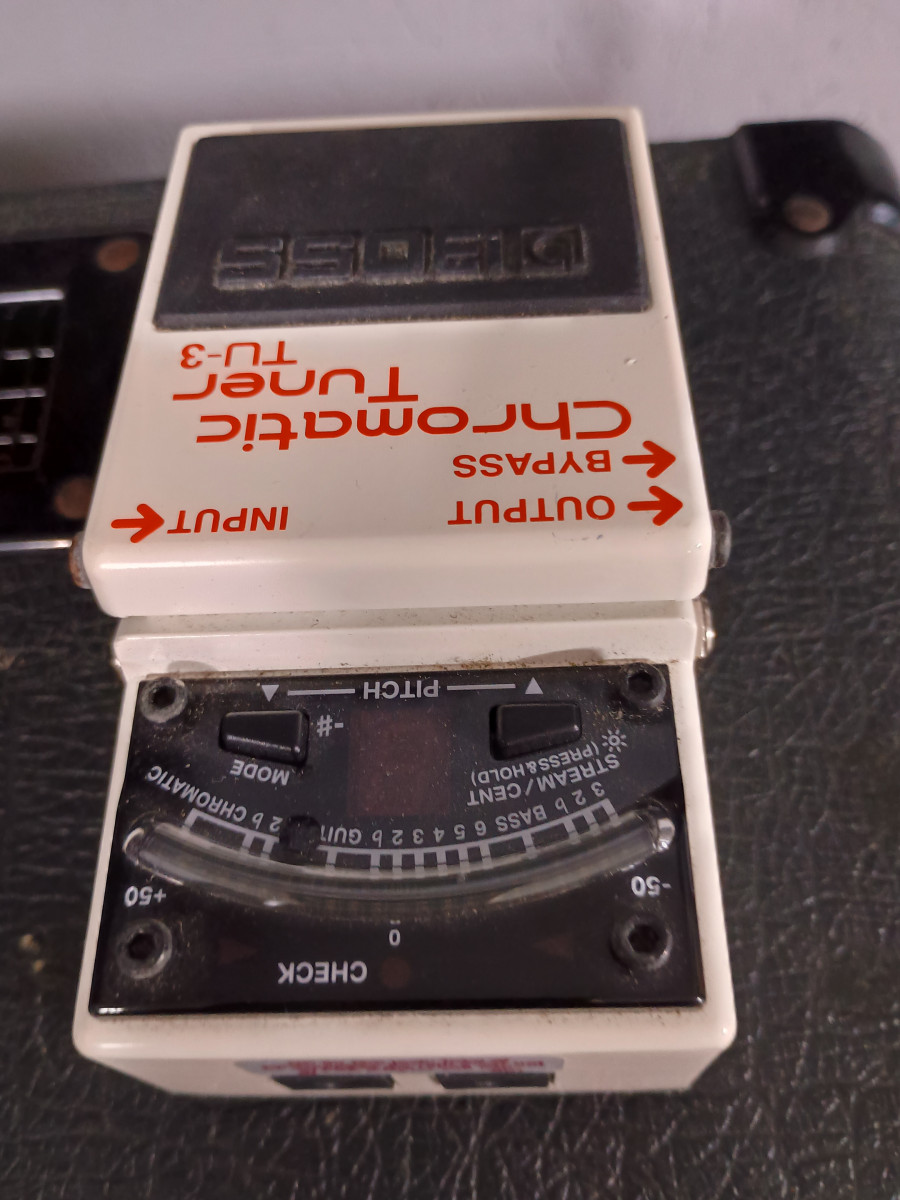 CHECK
0
-50 +50
3 2 b BASS 6 5 4 3 2 b 2 b CHROMATIC
STREAM/CENT
(PRESS&HOLD)
MODE
-#
PITCH
OUTPUT INPUT
BYPASS
Chromatic
Tuner
TU-3
BOSS